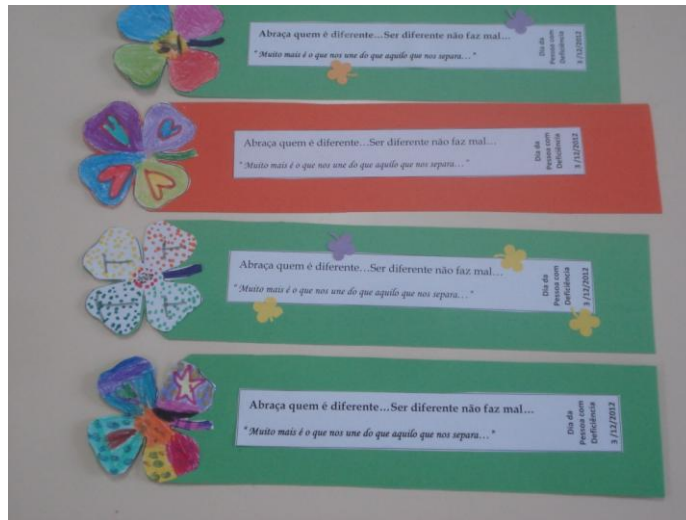 Abraça quem é diferente...Ser diferente não faz mal...
" Muito mais é o que nos une do que aquilo que nos separa... "
Dia da
Pessoa com
Deficiência
3 /12/2012
Abraça quem é diferente...Ser diferente não faz mal...
" Muito mais é o que nos une do que aquilo que nos separa... "
Dia da
Pessoa com
Deficiência
3 /12/2012
Abraça quem é diferente...Ser diferente não faz mal...
" Muito mais é o que nos une do que aquilo que nos separa... "
Dia da
Pessoa com
Deficiência
3 /12/2012
Abraça quem é diferente...Ser diferente não faz mal...
" Muito mais é o que nos une do que aquilo que nos separa... "
Dia da
Pessoa com
Deficiência
3 /12/2012